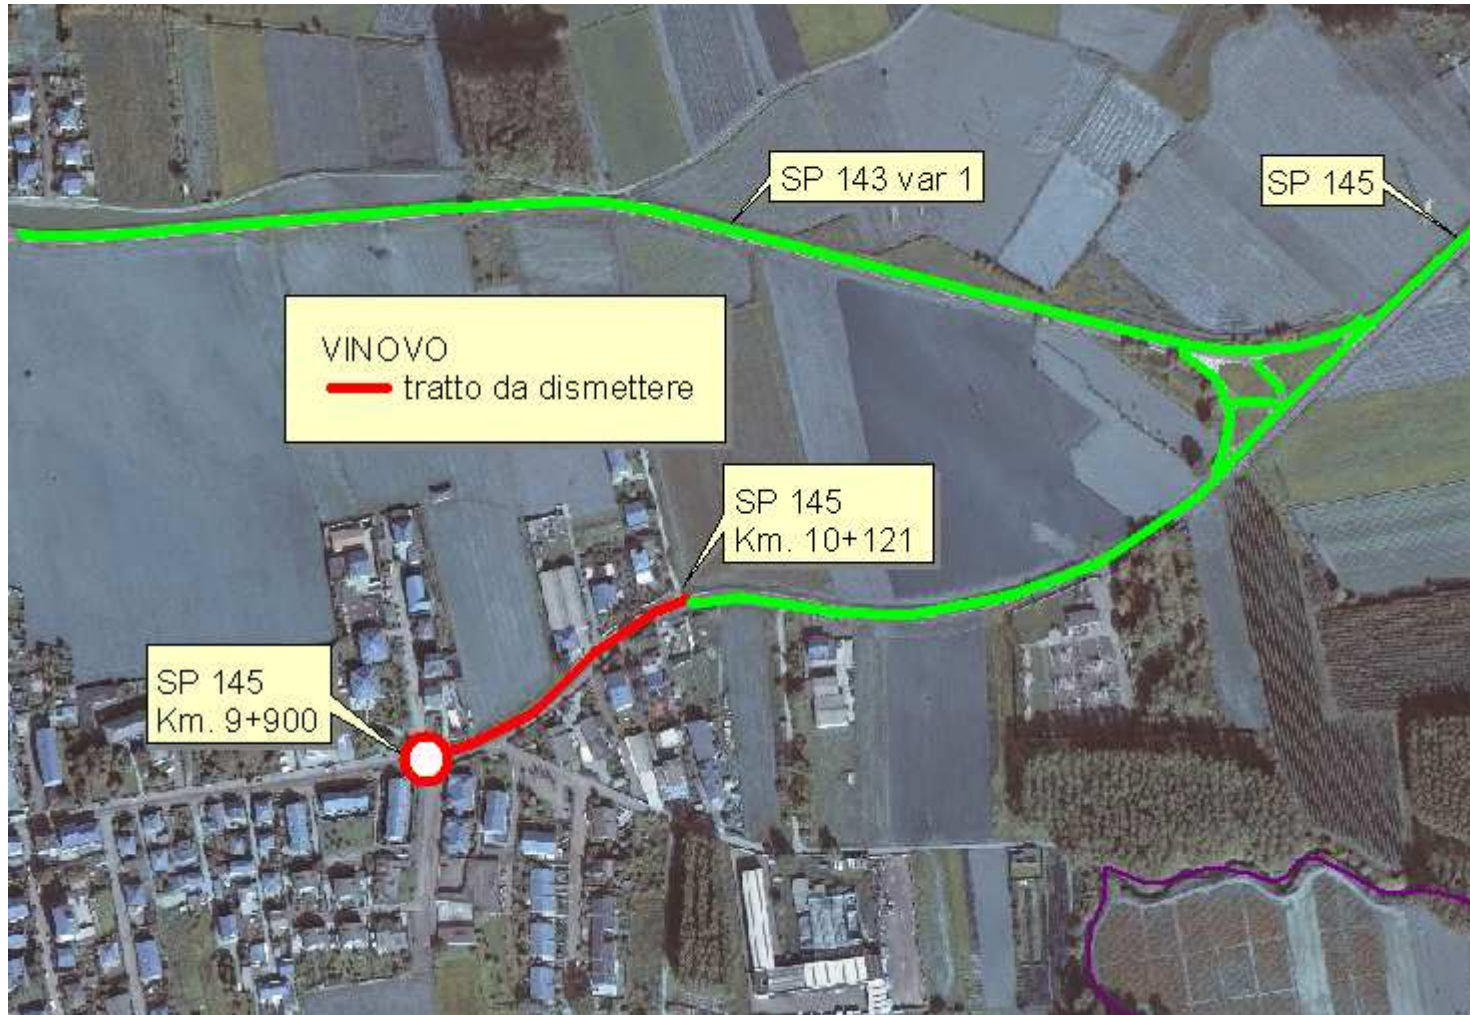 SP 143 var 1
SP 145
VINOVO
tratto da dismettere
SP 145
Km. 10+121
SP 145
Km. 9+900